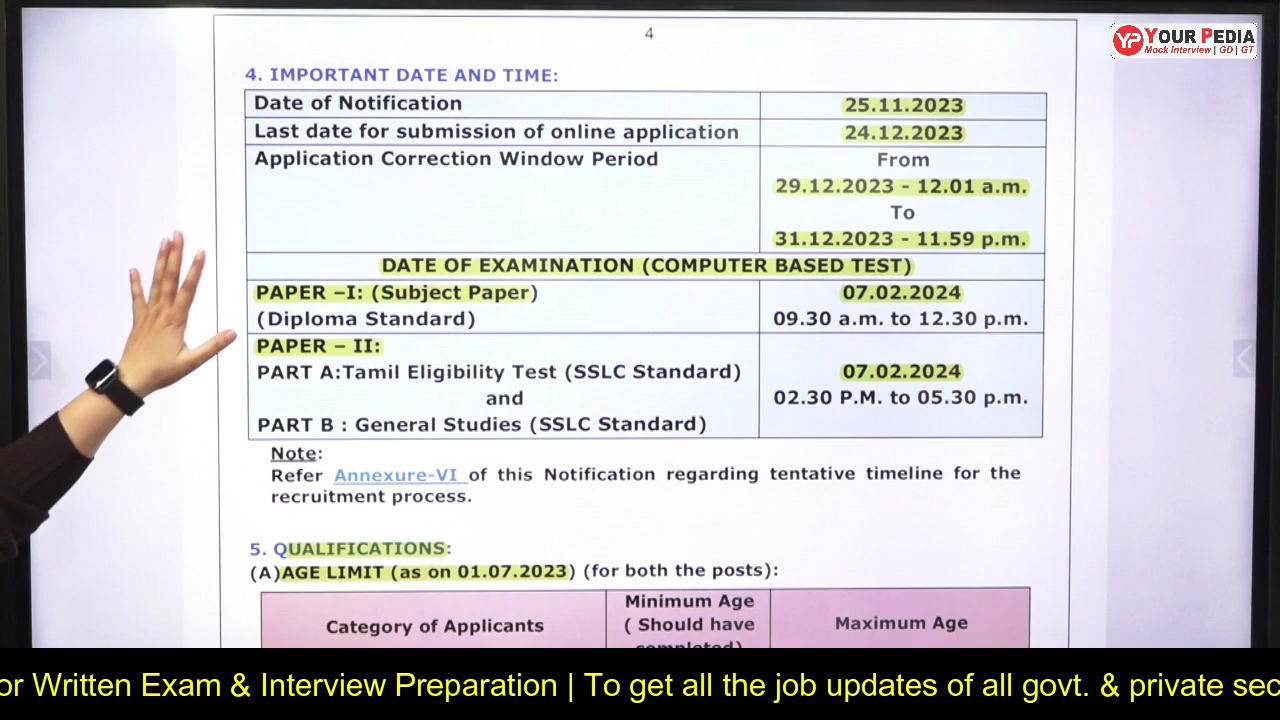 4
YP YOUR PEDIA
Mock Interview | GD | GT
4. IMPORTANT DATE AND TIME:
Date of Notification 25.11.2023
Last date for submission of online application 24.12.2023
Application Correction Window Period From
29.12.2023 - 12.01 a.m.
To
31.12.2023 - 11.59 p.m.
DATE OF EXAMINATION (COMPUTER BASED TEST)
PAPER –I: (Subject Paper) 07.02.2024
(Diploma Standard) 09.30 a.m. to 12.30 p.m.
PAPER – II:
PART A:Tamil Eligibility Test (SSLC Standard) 07.02.2024
and 02.30 P.M. to 05.30 p.m.
PART B : General Studies (SSLC Standard)
Note:
Refer Annexure-VI of this Notification regarding tentative timeline for the
recruitment process.
5. QUALIFICATIONS:
(A)AGE LIMIT (as on 01.07.2023) (for both the posts):
Category of Applicants
Minimum Age
( Should have
completed)
Maximum Age
or Written Exam & Interview Preparation | To get all the job updates of all govt. & private sec